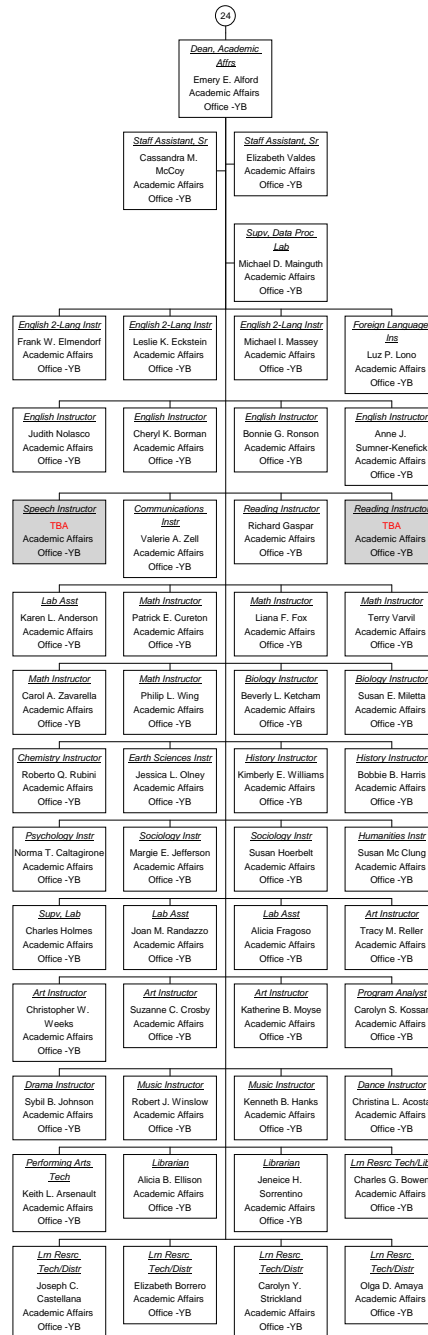 24
Dean, Academic
Affrs
Emery E. Alford
Academic Affairs
Office -YB
Staff Assistant, Sr
Cassandra M.
McCoy
Academic Affairs
Office -YB
Staff Assistant, Sr
Elizabeth Valdes
Academic Affairs
Office -YB
Supv, Data Proc
Lab
Michael D. Mainguth
Academic Affairs
Office -YB
English 2-Lang Instr
Frank W. Elmendorf
Academic Affairs
Office -YB
English 2-Lang Instr
Leslie K. Eckstein
Academic Affairs
Office -YB
English 2-Lang Instr
Michael I. Massey
Academic Affairs
Office -YB
Foreign Language
Ins
Luz P. Lono
Academic Affairs
Office -YB
English Instructor
Judith Nolasco
Academic Affairs
Office -YB
English Instructor
Cheryl K. Borman
Academic Affairs
Office -YB
English Instructor
Bonnie G. Ronson
Academic Affairs
Office -YB
English Instructor
Anne J.
Sumner-Kenefick
Academic Affairs
Office -YB
Speech Instructor
TBA
Academic Affairs
Office -YB
Communications
Instr
Valerie A. Zell
Academic Affairs
Office -YB
Reading Instructor
Richard Gaspar
Academic Affairs
Office -YB
Reading Instructor
TBA
Academic Affairs
Office -YB
Lab Asst
Karen L. Anderson
Academic Affairs
Office -YB
Math Instructor
Patrick E. Cureton
Academic Affairs
Office -YB
Math Instructor
Liana F. Fox
Academic Affairs
Office -YB
Math Instructor
Terry Varvil
Academic Affairs
Office -YB
Math Instructor
Carol A. Zavarella
Academic Affairs
Office -YB
Math Instructor
Philip L. Wing
Academic Affairs
Office -YB
Biology Instructor
Beverly L. Ketcham
Academic Affairs
Office -YB
Biology Instructor
Susan E. Miletta
Academic Affairs
Office -YB
Chemistry Instructor
Roberto Q. Rubini
Academic Affairs
Office -YB
Earth Sciences Instr
Jessica L. Olney
Academic Affairs
Office -YB
History Instructor
Kimberly E. Williams
Academic Affairs
Office -YB
History Instructor
Bobbie B. Harris
Academic Affairs
Office -YB
Psychology Instr
Norma T. Caltagirone
Academic Affairs
Office -YB
Sociology Instr
Margie E. Jefferson
Academic Affairs
Office -YB
Sociology Instr
Susan Hoerbelt
Academic Affairs
Office -YB
Humanities Instr
Susan Mc Clung
Academic Affairs
Office -YB
Supv, Lab
Charles Holmes
Academic Affairs
Office -YB
Lab Asst
Joan M. Randazzo
Academic Affairs
Office -YB
Lab Asst
Alicia Fragoso
Academic Affairs
Office -YB
Art Instructor
Tracy M. Reller
Academic Affairs
Office -YB
Art Instructor
Christopher W.
Weeks
Academic Affairs
Office -YB
Art Instructor
Suzanne C. Crosby
Academic Affairs
Office -YB
Art Instructor
Katherine B. Moyse
Academic Affairs
Office -YB
Program Analyst
Carolyn S. Kossar
Academic Affairs
Office -YB
Drama Instructor
Sybil B. Johnson
Academic Affairs
Office -YB
Music Instructor
Robert J. Winslow
Academic Affairs
Office -YB
Music Instructor
Kenneth B. Hanks
Academic Affairs
Office -YB
Dance Instructor
Christina L. Acosta
Academic Affairs
Office -YB
Performing Arts
Tech
Keith L. Arsenault
Academic Affairs
Office -YB
Librarian
Alicia B. Ellison
Academic Affairs
Office -YB
Librarian
Jeneice H.
Sorrentino
Academic Affairs
Office -YB
Lrn Resrc Tech/Lib
Charles G. Bowen
Academic Affairs
Office -YB
Lrn Resrc
Tech/Distr
Joseph C.
Castellana
Academic Affairs
Office -YB
Lrn Resrc
Tech/Distr
Elizabeth Borrero
Academic Affairs
Office -YB
Lrn Resrc
Tech/Distr
Carolyn Y.
Strickland
Academic Affairs
Office -YB
Lrn Resrc
Tech/Distr
Olga D. Amaya
Academic Affairs
Office -YB